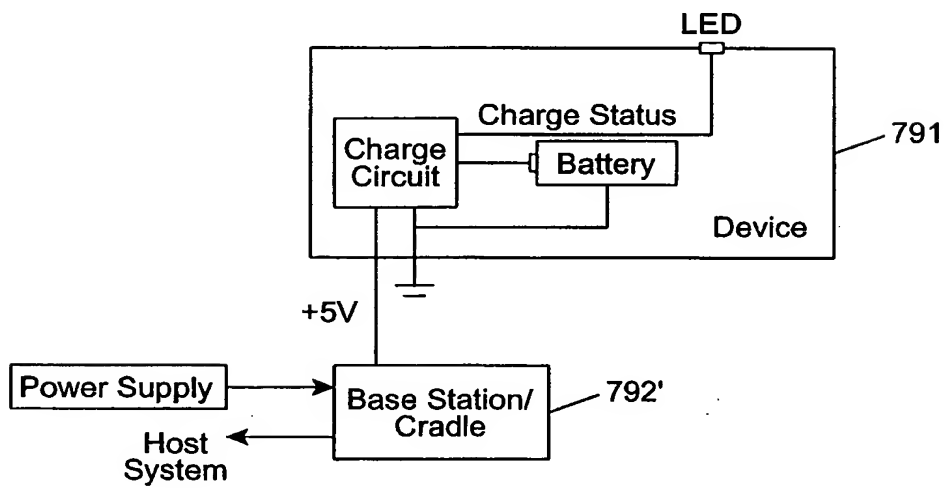 LED
Charge Status
791
Charge
Circuit
Battery
Device
+5V
Power Supply
Base Station/
Cradle
792'
Host
System